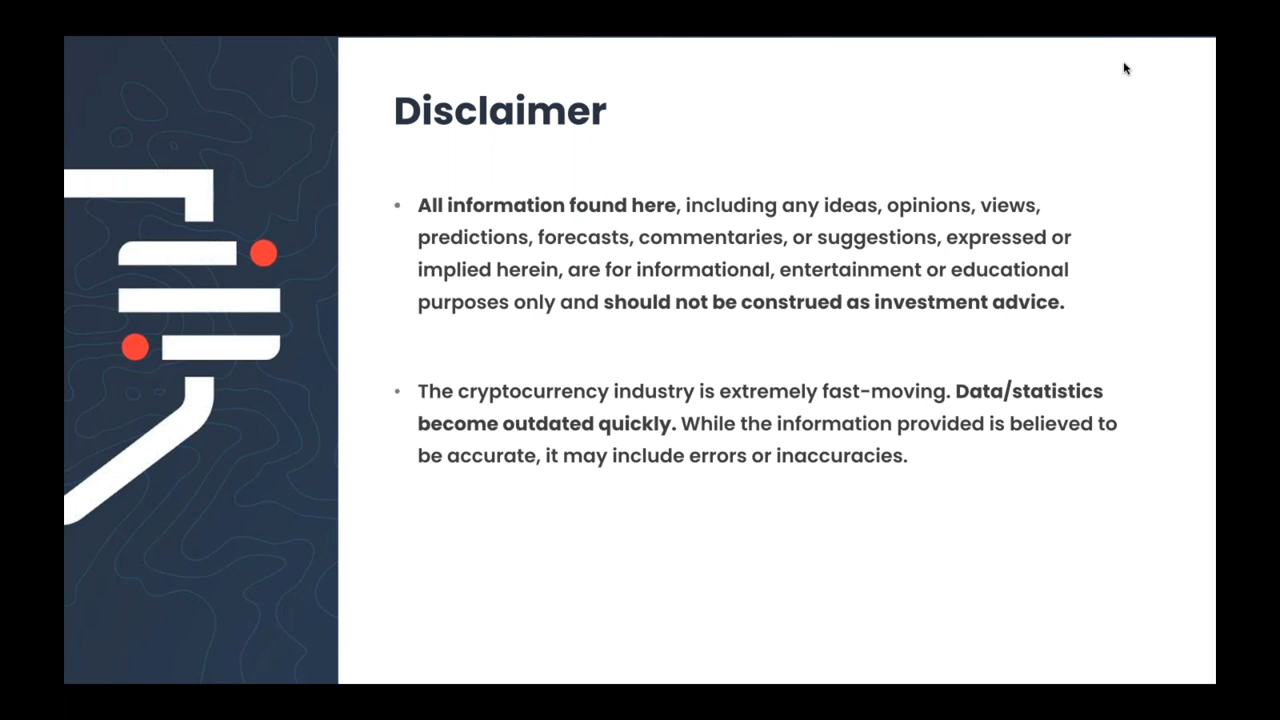 Disclaimer
• All information found here, including any ideas, opinions, views,
predictions, forecasts, commentaries, or suggestions, expressed or
implied herein, are for informational, entertainment or educational
purposes only and should not be construed as investment advice.
• The cryptocurrency industry is extremely fast-moving. Data/statistics
become outdated quickly. While the information provided is believed to
be accurate, it may include errors or inaccuracies.